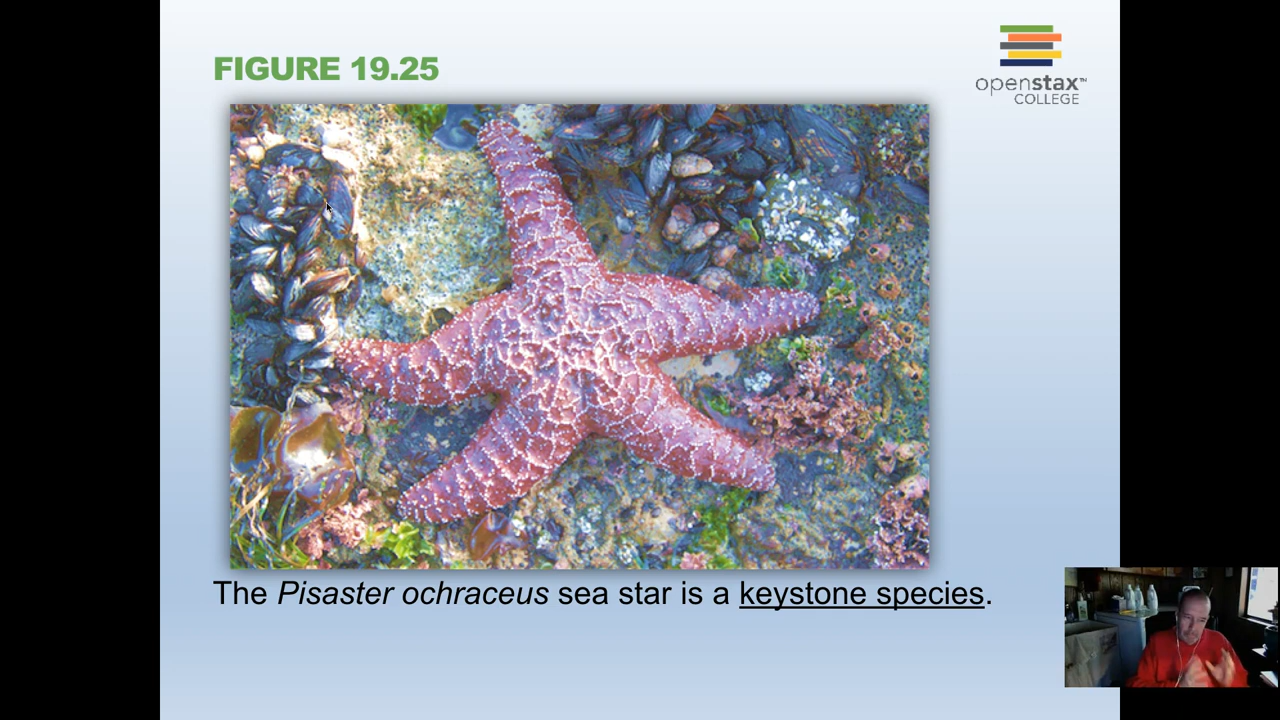 FIGURE 19.25
openstax™
COLLEGE
The Pisaster ochraceus sea star is a keystone species.